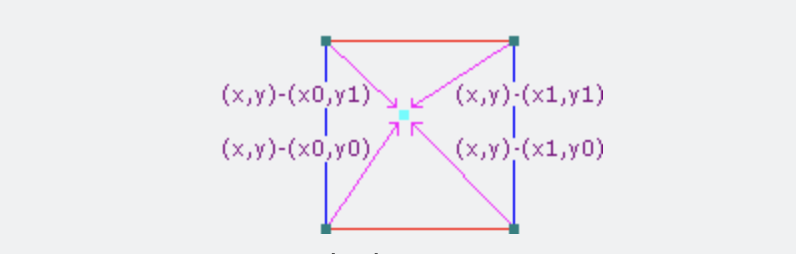 (x,y)-(x0,y1) (x,y)-(x1,y1)
(x,y)-(x0,y0) (x,y)-(x1,y0)